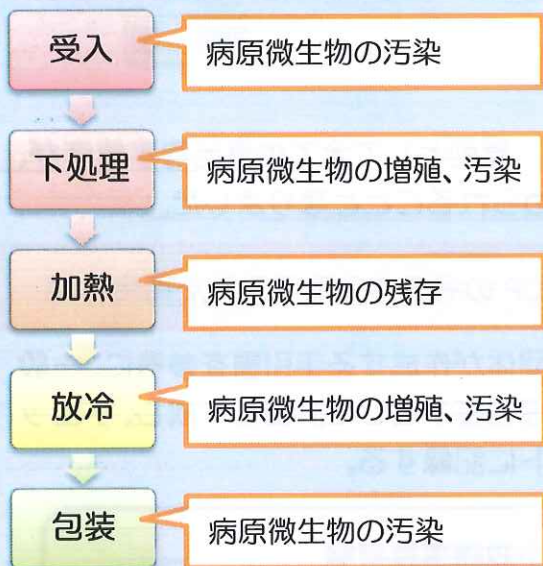 受入
病原微生物の汚染
下処理
病原微生物の増殖、汚染
加熱
病原微生物の残存
放冷
病原微生物の増殖、汚染
包装
病原微生物の汚染